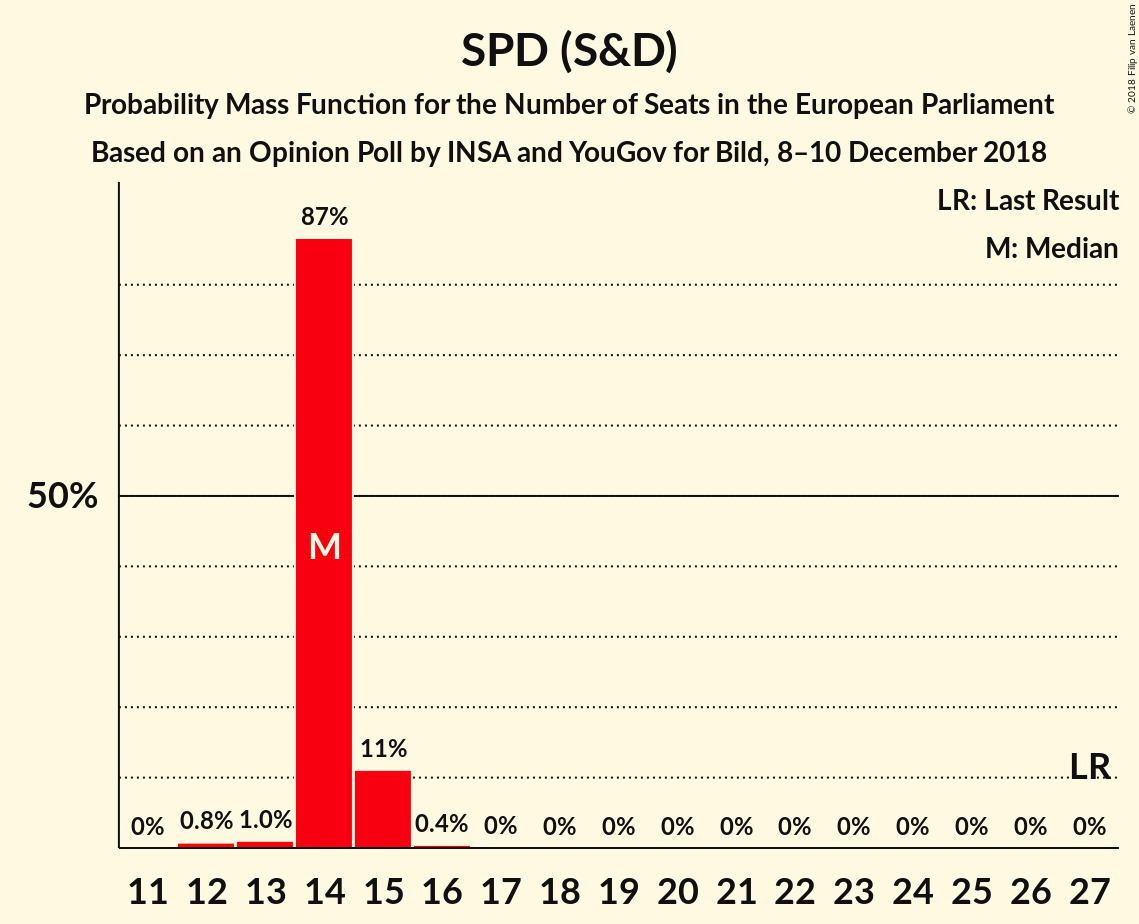 SPD (S&D)
Probability Mass Function for the Number of Seats in the European Parliament
Based on an Opinion Poll by INSA and YouGov for Bild, 8–10 December 2018
© 2018 Filip van Laenen
LR: Last Result
M: Median
87%
50%
M
11%
LR
0% 0.8% 1.0% 0.4% 0% 0% 0% 0% 0% 0% 0% 0% 0% 0% 0%
11 12 13 14 15 16 17 18 19 20 21 22 23 24 25 26 27